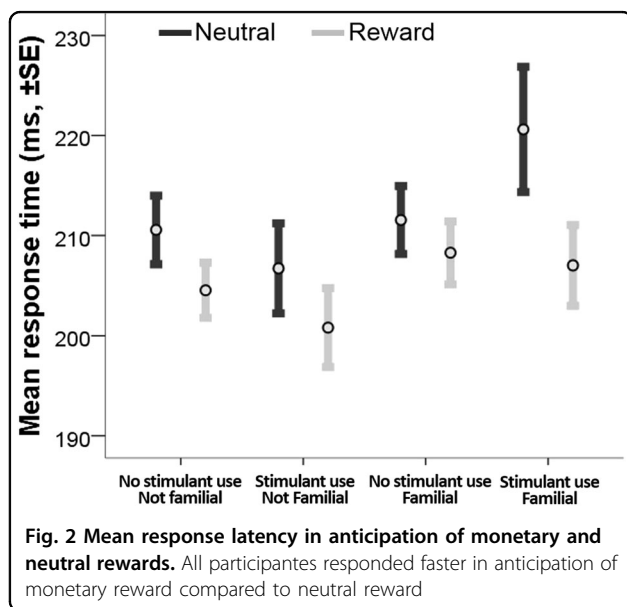 Neutral Reward
Mean response time (ms, ±SE)
230
220
210
200
190
No stimulant use Stimulant use No stimulant use Stimulant use
Not familial Not Familial Familial Familial
Fig. 2 Mean response latency in anticipation of monetary and
neutral rewards. All participantes responded faster in anticipation of
monetary reward compared to neutral reward